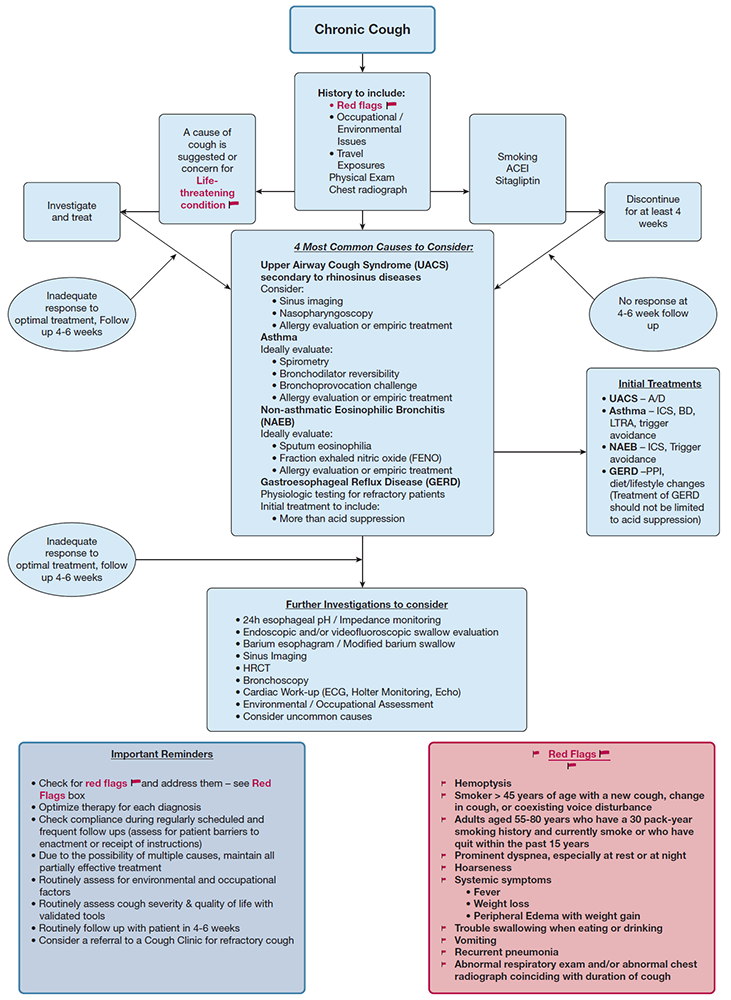 Chronic Cough
History to include:
• Red flags
• Occupational /
Environmental
Issues
• Travel
Exposures
Physical Exam
Chest radiograph
A cause of
cough is
suggested or
concern for
Life-
threatening
condition
Smoking
ACEI
Sitagliptin
Investigate
and treat
Discontinue
for at least 4
weeks
Inadequate
response to
optimal treatment, Follow
up 4-6 weeks
No response at
4-6 week follow
up
4 Most Common Causes to Consider:
Upper Airway Cough Syndrome (UACS)
secondary to rhinosinus diseases
Consider:
• Sinus imaging
• Nasopharyngoscopy
• Allergy evaluation or empiric treatment
Asthma
Ideally evaluate:
• Spirometry
• Bronchodilator reversibility
• Bronchoprovocation challenge
• Allergy evaluation or empiric treatment
Non-asthmatic Eosinophilic Bronchitis
(NAEB)
Ideally evaluate:
• Sputum eosinophilia
• Fraction exhaled nitric oxide (FENO)
• Allergy evaluation or empiric treatment
Gastroesophageal Reflux Disease (GERD)
Physiologic testing for refractory patients
Initial treatment to include:
• More than acid suppression
Initial Treatments
• UACS – A/D
• Asthma – ICS, BD,
LTRA, trigger
avoidance
• NAEB – ICS, Trigger
avoidance
• GERD –PPI,
diet/lifestyle changes
(Treatment of GERD
should not be limited
to acid suppression)
Inadequate
response to
optimal treatment, follow
up 4-6 weeks
Further Investigations to consider
• 24h esophageal pH / Impedance monitoring
• Endoscopic and/or videofluoroscopic swallow evaluation
• Barium esophagram / Modified barium swallow
• Sinus Imaging
• HRCT
• Bronchoscopy
• Cardiac Work-up (ECG, Holter Monitoring, Echo)
• Environmental / Occupational Assessment
• Consider uncommon causes
Important Reminders
• Check for red flags and address them – see Red
Flags box
• Optimize therapy for each diagnosis
• Check compliance during regularly scheduled and
frequent follow ups (assess for patient barriers to
enactment or receipt of instructions)
• Due to the possibility of multiple causes, maintain all
partially effective treatment
• Routinely assess for environmental and occupational
factors
• Routinely assess cough severity & quality of life with
validated tools
• Routinely follow up with patient in 4-6 weeks
• Consider a referral to a Cough Clinic for refractory cough
Red Flags
Hemoptysis
Smoker > 45 years of age with a new cough, change
in cough, or coexisting voice disturbance
Adults aged 55-80 years who have a 30 pack-year
smoking history and currently smoke or who have
quit within the past 15 years
Prominent dyspnea, especially at rest or at night
Hoarseness
Systemic symptoms
• Fever
• Weight loss
• Peripheral Edema with weight gain
Trouble swallowing when eating or drinking
Vomiting
Recurrent pneumonia
Abnormal respiratory exam and/or abnormal chest
radiograph coinciding with duration of cough